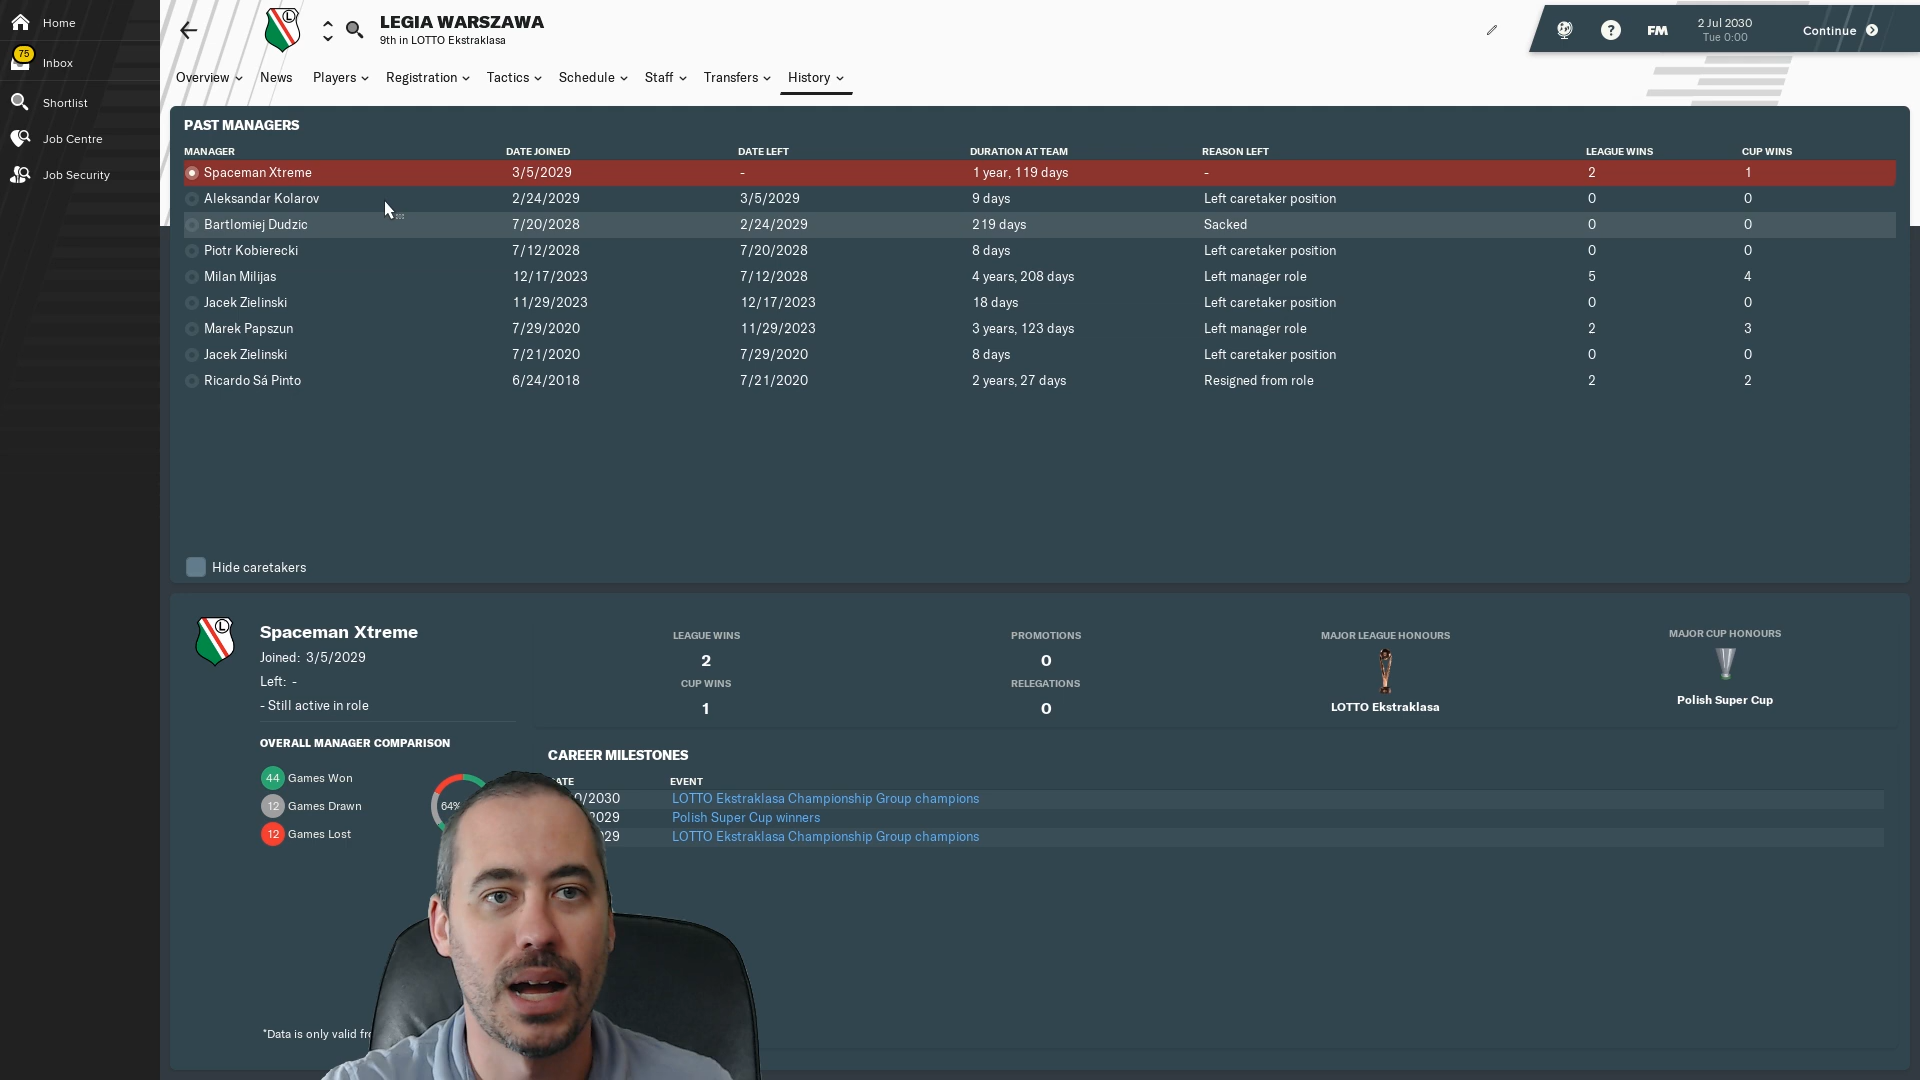 Home
75
Inbox
Shortlist
Job Centre
Job Security
L
LEGIA WARSZAWA
9th in LOTTO Ekstraklasa
?
FM
2 Jul 2030
Tue 0:00
Continue
Overview News Players Registration Tactics Schedule Staff Transfers History
PAST MANAGERS
MANAGER DATE JOINED DATE LEFT DURATION AT TEAM REASON LEFT LEAGUE WINS CUP WINS
Spaceman Xtreme 3/5/2029 - 1 year, 119 days - 2 1
Aleksandar Kolarov 2/24/2029 3/5/2029 9 days Left caretaker position 0 0
Bartlomiej Dudzic 7/20/2028 2/24/2029 219 days Sacked 0 0
Piotr Kobierecki 7/12/2028 7/20/2028 8 days Left caretaker position 0 0
Milan Milijas 12/17/2023 7/12/2028 4 years, 208 days Left manager role 5 4
Jacek Zielinski 11/29/2023 12/17/2023 18 days Left caretaker position 0 0
Marek Papszun 7/29/2020 11/29/2023 3 years, 123 days Left manager role 2 3
Jacek Zielinski 7/21/2020 7/29/2020 8 days Left caretaker position 0 0
Ricardo Sá Pinto 6/24/2018 7/21/2020 2 years, 27 days Resigned from role 2 2
Hide caretakers
L
Spaceman Xtreme
Joined: 3/5/2029
Left: -
- Still active in role
LEAGUE WINS
2
CUP WINS
1
PROMOTIONS
0
RELEGATIONS
0
MAJOR LEAGUE HONOURS
LOTTO Ekstraklasa
MAJOR CUP HONOURS
Polish Super Cup
OVERALL MANAGER COMPARISON
44 Games Won
12 Games Drawn
12 Games Lost
64%
CAREER MILESTONES
ATE EVENT
0/2030 LOTTO Ekstraklasa Championship Group champions
029 Polish Super Cup winners
29 LOTTO Ekstraklasa Championship Group champions
*Data is only valid fr